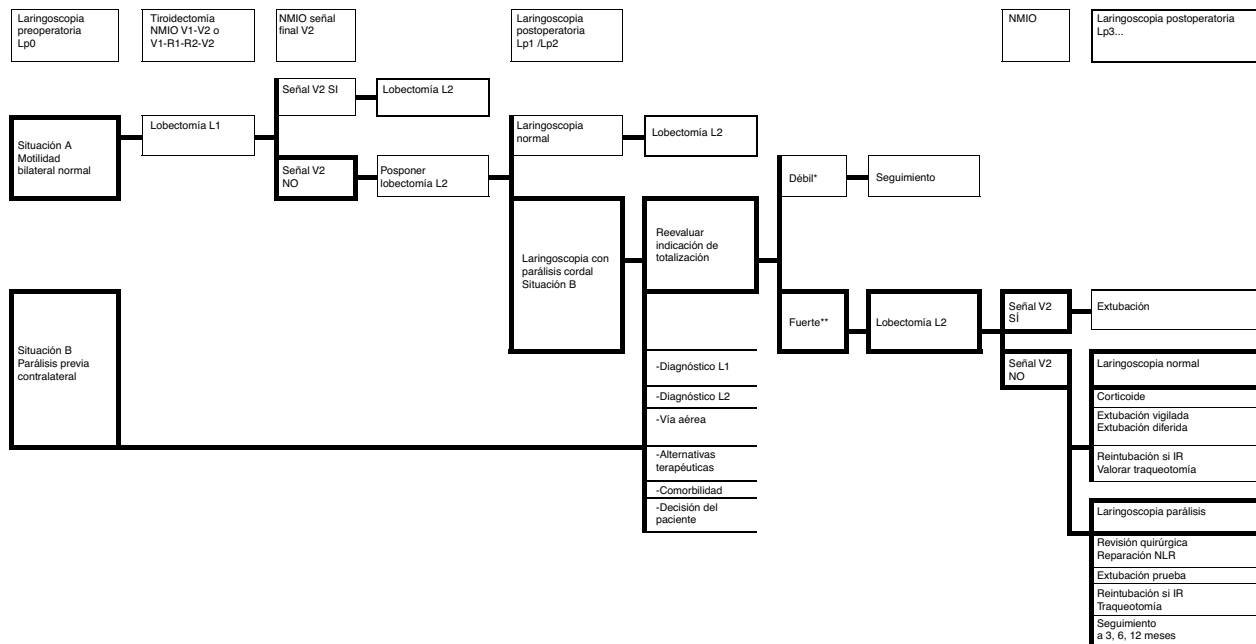 Laringoscopia
preoperatoria
Lp0
Tiroidectomía
NMIO V1-V2 o
V1-R1-R2-V2
NMIO señal
final V2
Laringoscopia
postoperatoria
Lp1 /Lp2
NMIO
Laringoscopia postoperatoria
Lp3...
Situación A
Motilidad
bilateral normal
Lobectomía L1
Señal V2 SI
Lobectomía L2
Señal V2
NO
Posponer
lobectomía L2
Laringoscopia
normal
Lobectomía L2
Laringoscopia con
parálisis cordal
Situación B
Reevaluar
indicación de
totalización
Débil*
Seguimiento
Fuerte**
Lobectomía L2
Señal V2
SÍ
Extubación
Señal V2
NO
Laringoscopia normal
Corticoide
Extubación vigilada
Extubación diferida
Reintubación si IR
Valorar traqueotomía
Laringoscopia parálisis
Revisión quirúrgica
Reparación NLR
Extubación prueba
Reintubación si IR
Traqueotomía
Seguimiento
a 3, 6, 12 meses
Situación B
Parálisis previa
contralateral
-Diagnóstico L1
-Diagnóstico L2
-Vía aérea
-Alternativas
terapéuticas
-Comorbilidad
-Decisión del
paciente